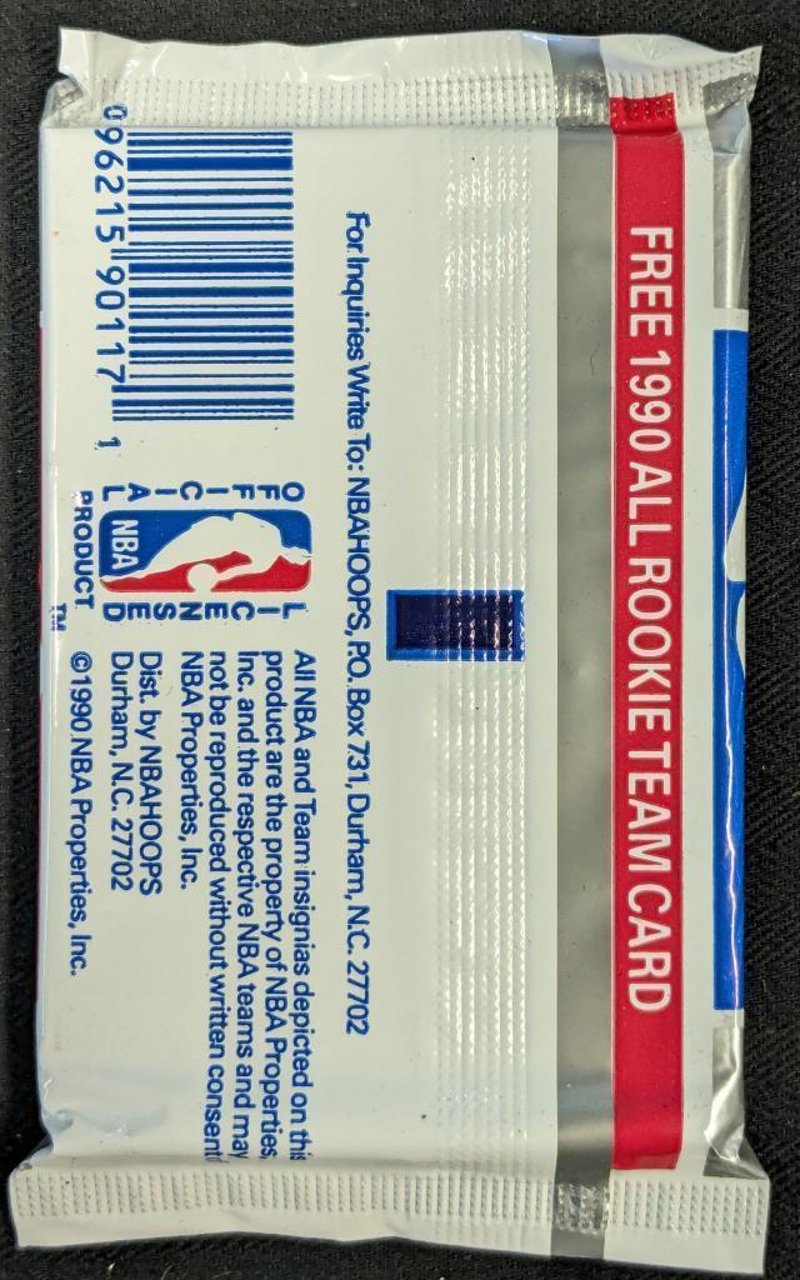 FREE 1990 ALL ROOKIE TEAM CARD
For Inquiries Write To: NBAHOOPS, P.O. Box 731, Durham, N.C. 27702
0 96215 90117 1
OFFICIAL
NBA
LICENSED
PRODUCT
TM
All NBA and Team insignias depicted on this
product are the property of NBA Properties,
Inc. and the respective NBA teams and may
not be reproduced without written consent
NBA Properties, Inc.
Dist. by NBAHOOPS
Durham, N.C. 27702
©1990 NBA Properties, Inc.